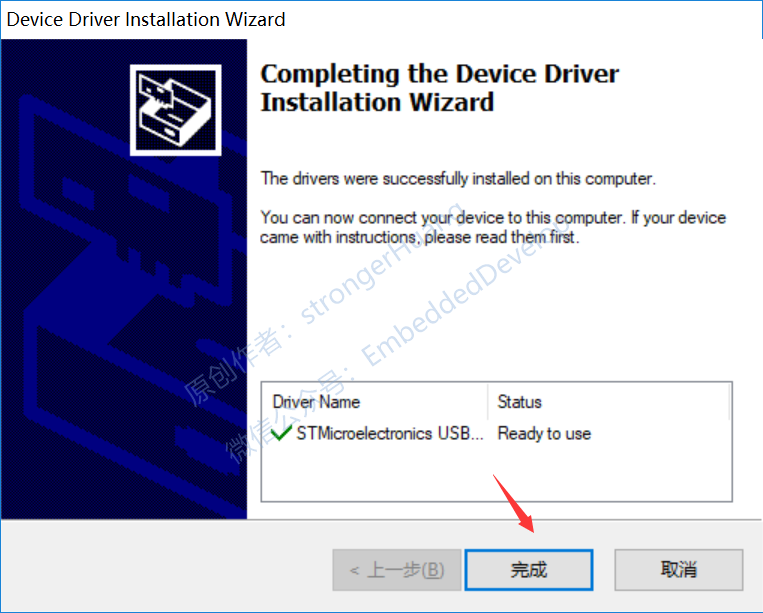 Device Driver Installation Wizard
Completing the Device Driver
Installation Wizard
The drivers were successfully installed on this computer.
You can now connect your device to this computer. If your device
came with instructions, please read them first.
原创作者：strongerHuang
微信公众号：EmbeddedDevelop
Driver Name Status
STMicroelectronics USB... Ready to use
< 上一步(B) 完成 取消